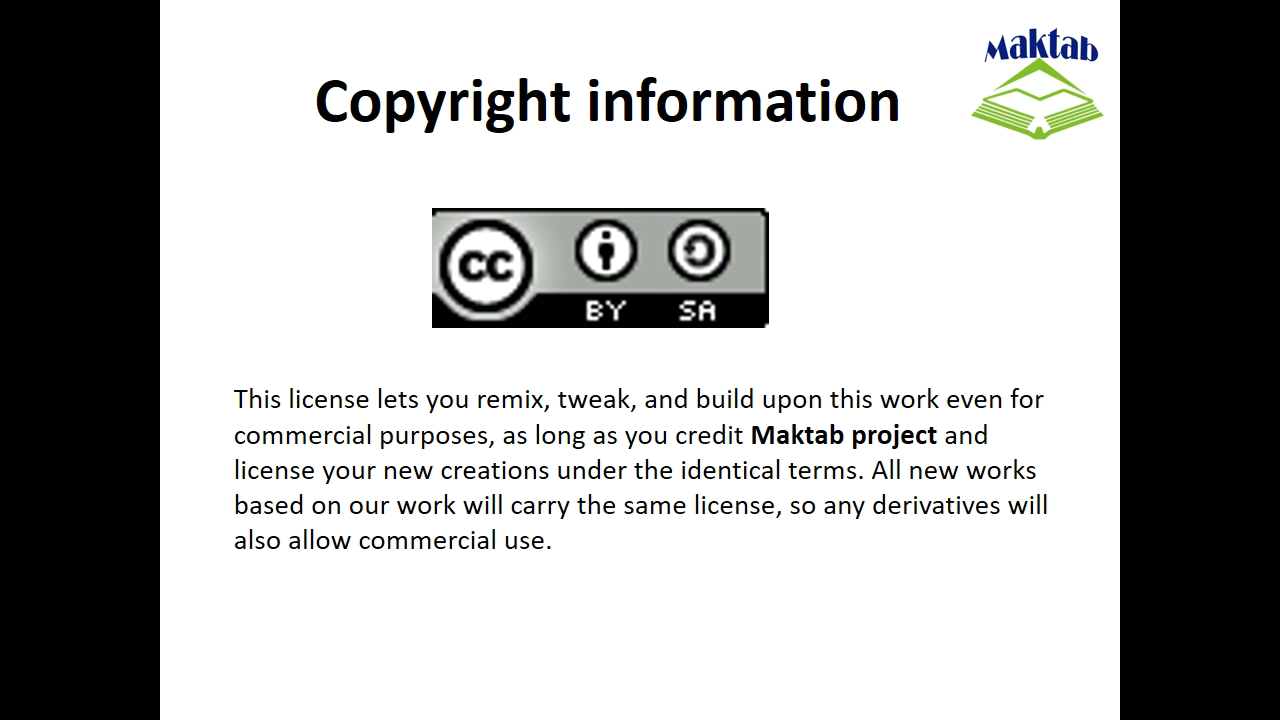 Maktab
Copyright information
CC
BY SA
This license lets you remix, tweak, and build upon this work even for
commercial purposes, as long as you credit Maktab project and
license your new creations under the identical terms. All new works
based on our work will carry the same license, so any derivatives will
also allow commercial use.